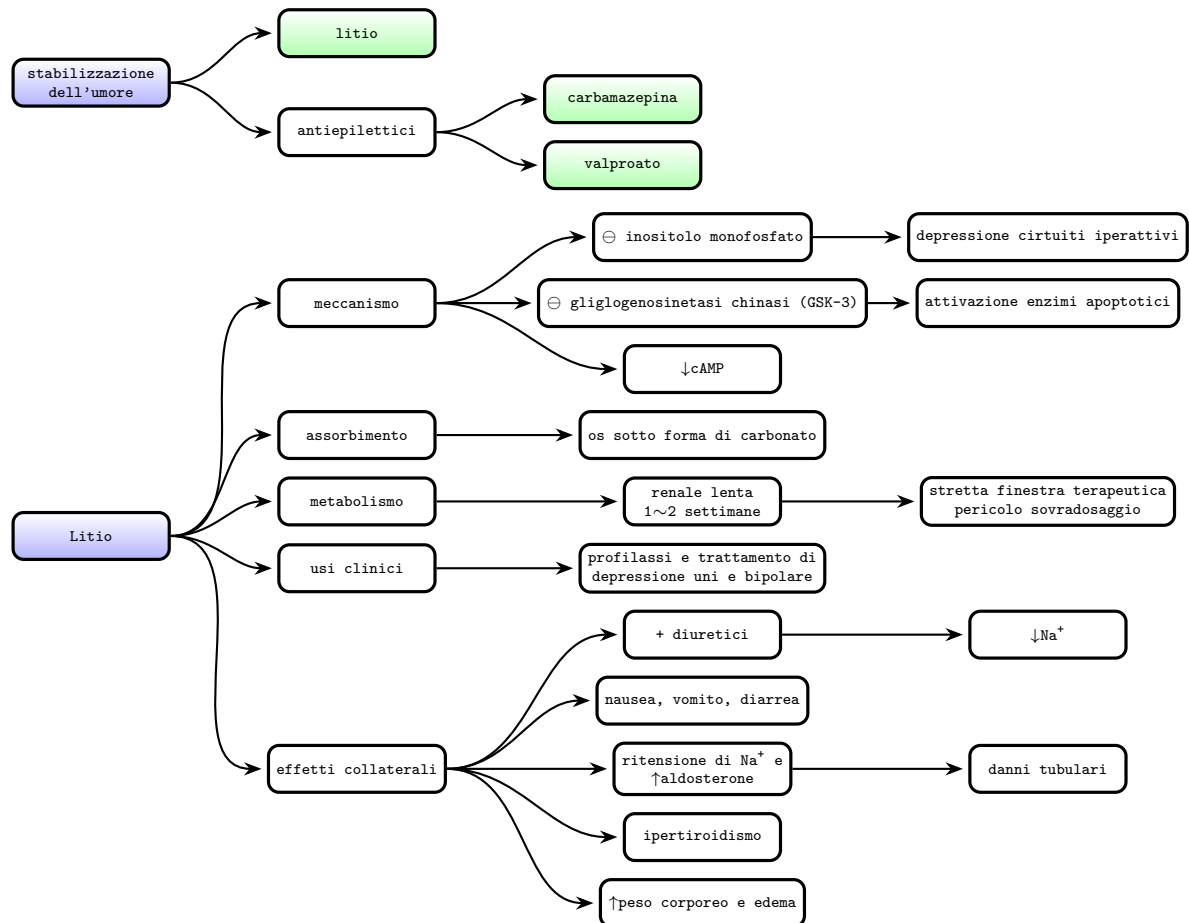 litio
stabilizzazione
dell'umore
carbamazepina
antiepilettici
valproato
⊖ inositolo monofosfato
depressione cirtuiti iperattivi
meccanismo
⊖ gliglogenosinetasi chinasi (GSK-3)
attivazione enzimi apoptotici
↓cAMP
assorbimento
os sotto forma di carbonato
metabolismo
renale lenta
1∼2 settimane
stretta finestra terapeutica
pericolo sovradosaggio
Litio
usi clinici
profilassi e trattamento di
depressione uni e bipolare
+ diuretici
↓Na⁺
nausea, vomito, diarrea
effetti collaterali
ritensione di Na⁺ e
↑aldosterone
danni tubulari
ipertiroidismo
↑peso corporeo e edema